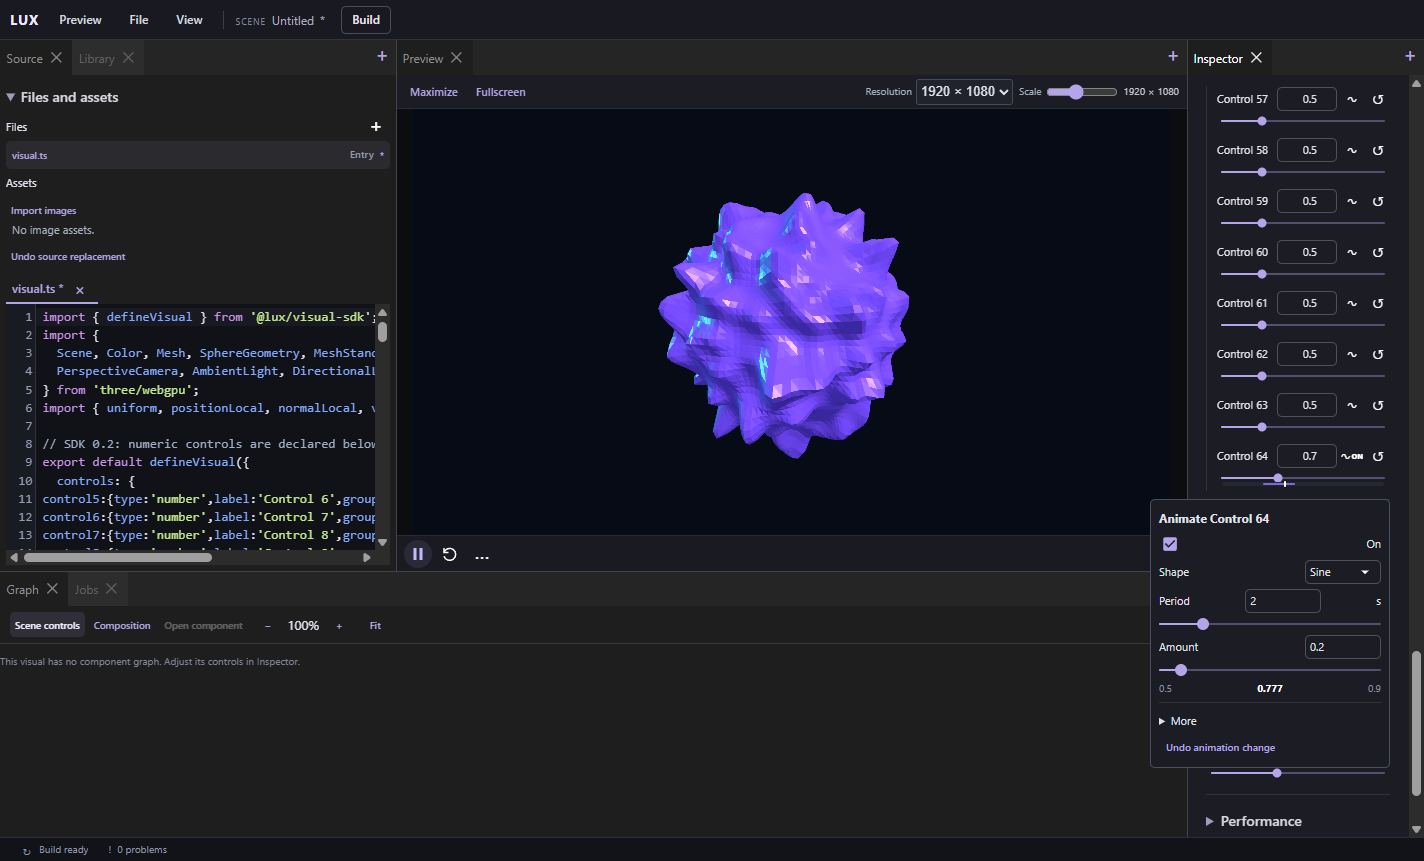 LUX Preview File View SCENE Untitled * Build
Source Library
Files and assets
Files
visual.ts Entry *
Assets
Import images
No image assets.
Undo source replacement
visual.ts *
1 import { defineVisual } from '@lux/visual-sdk';
2 import {
3 Scene, Color, Mesh, SphereGeometry, MeshStand
4 PerspectiveCamera, AmbientLight, DirectionalL
5 } from 'three/webgpu';
6 import { uniform, positionLocal, normalLocal,
7
8 // SDK 0.2: numeric controls are declared below
9 export default defineVisual({
10 controls: {
11 control5:{type:'number',label:'Control 6',group
12 control6:{type:'number',label:'Control 7',group
13 control7:{type:'number',label:'Control 8',group
Preview
Maximize Fullscreen Resolution 1920 × 1080 Scale 1920 × 1080
...
Graph Jobs
Scene controls Composition Open component − 100% + Fit
This visual has no component graph. Adjust its controls in Inspector.
Inspector
Control 57 0.5
Control 58 0.5
Control 59 0.5
Control 60 0.5
Control 61 0.5
Control 62 0.5
Control 63 0.5
Control 64 0.7 ON
Animate Control 64
On
Shape Sine
Period 2 s
Amount 0.2
0.5 0.777 0.9
More
Undo animation change
Performance
Build ready ! 0 problems